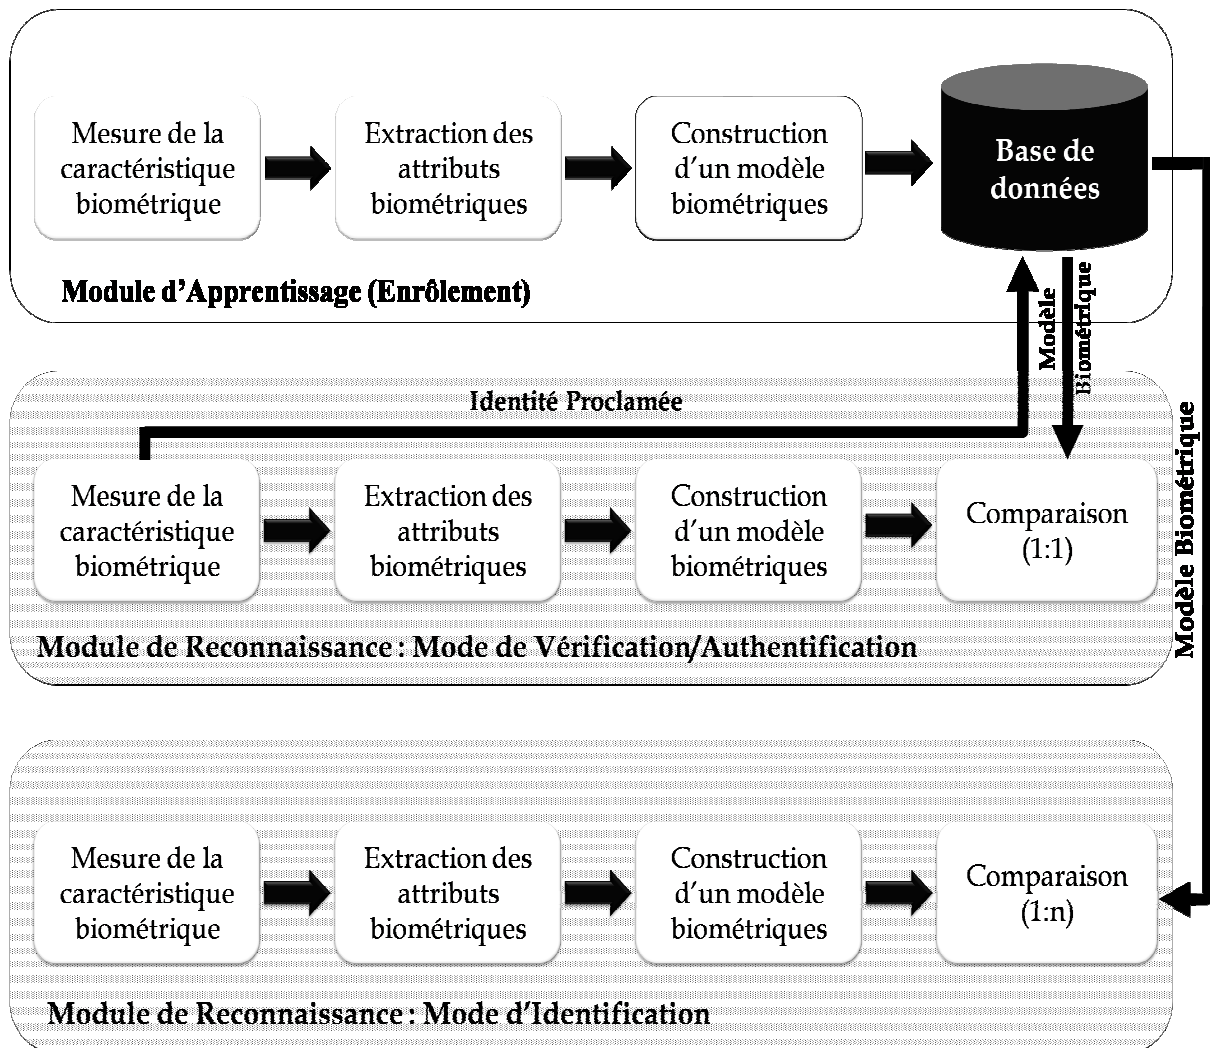 Mesure de la
caractéristique
biométrique
Extraction des
attributs
biométriques
Construction
d'un modèle
biométriques
Base de
données
Module d'Apprentissage (Enrôlement)
Modèle
Biométrique
Identité Proclamée
Mesure de la
caractéristique
biométrique
Extraction des
attributs
biométriques
Construction
d'un modèle
biométriques
Comparaison
(1:1)
Module de Reconnaissance : Mode de Vérification/Authentification
Modèle Biométrique
Mesure de la
caractéristique
biométrique
Extraction des
attributs
biométriques
Construction
d'un modèle
biométriques
Comparaison
(1:n)
Module de Reconnaissance : Mode d'Identification